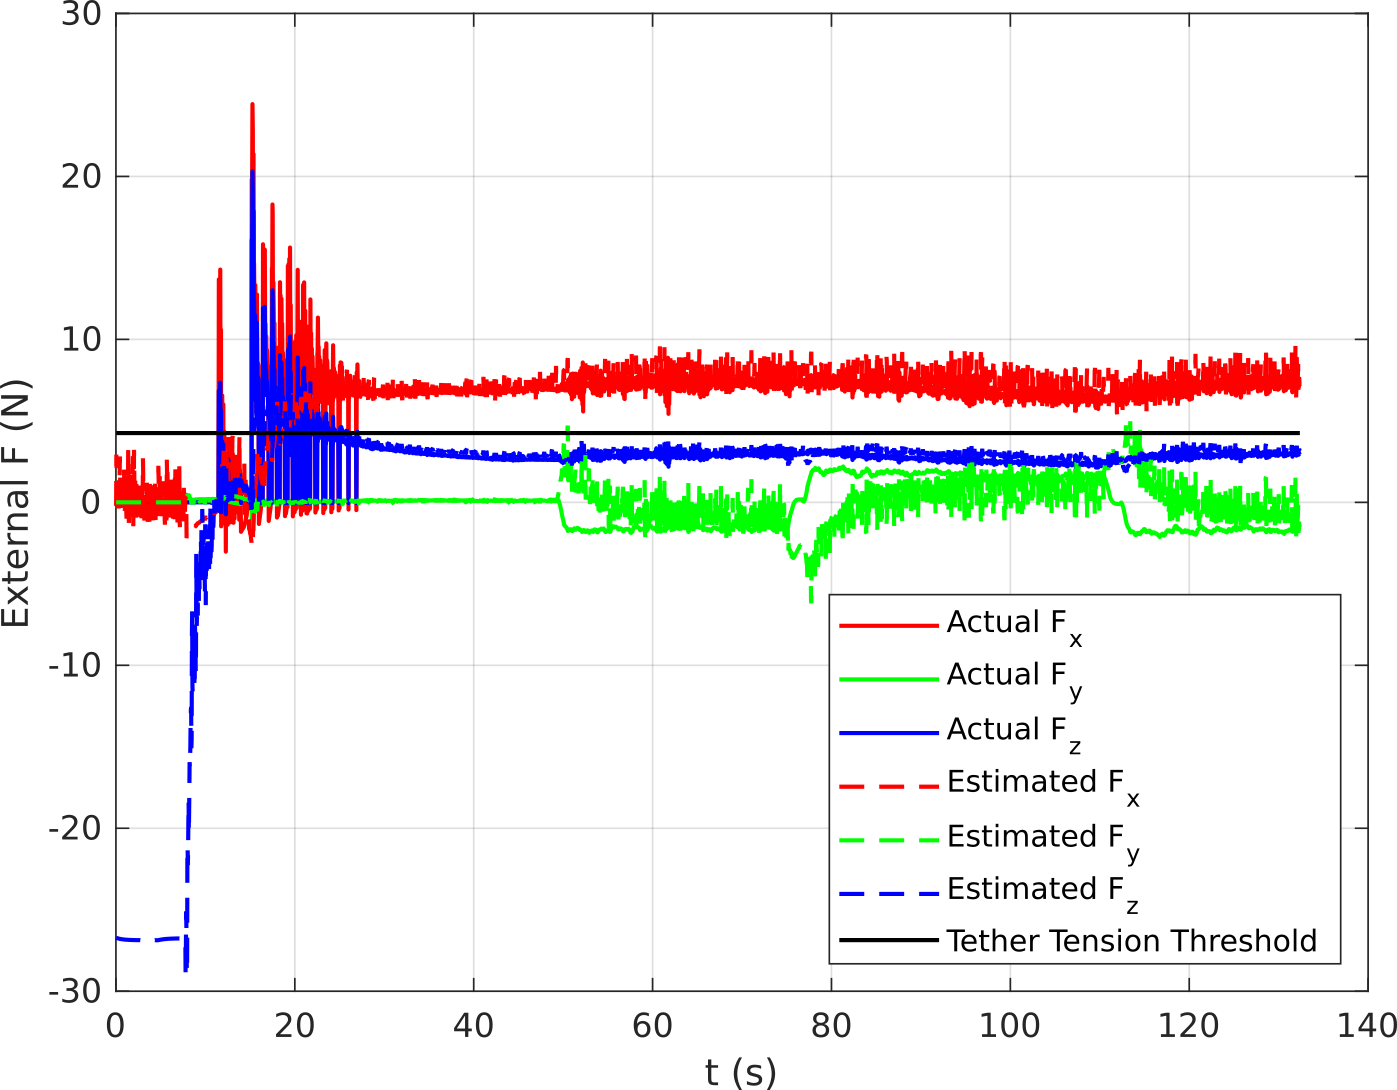 30
20
10
0
-10
-20
-30
External F (N)
0 20 40 60 80 100 120 140
t (s)
Actual Fx
Actual Fy
Actual Fz
Estimated Fx
Estimated Fy
Estimated Fz
Tether Tension Threshold